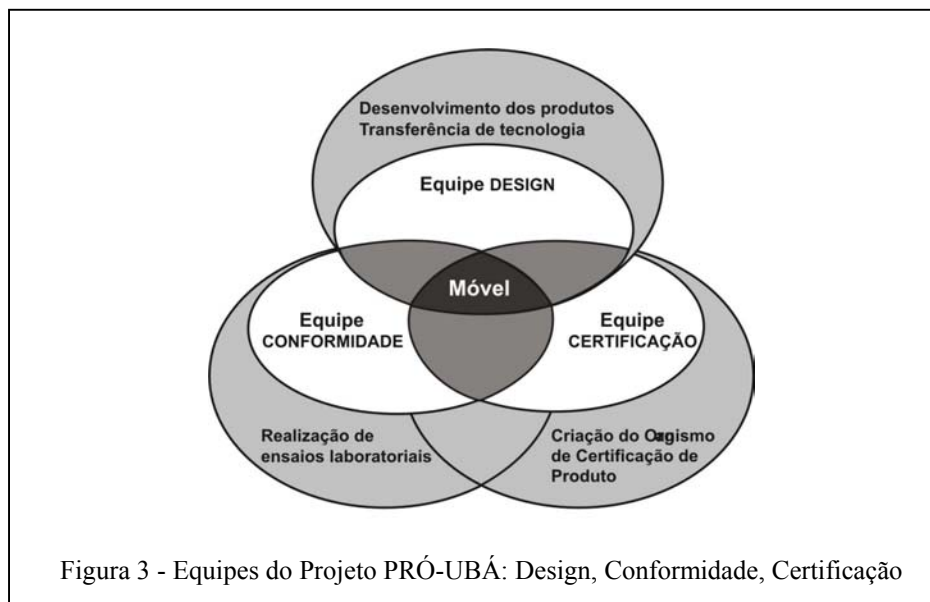 Desenvolvimento dos produtos
Transferência de tecnologia
Equipe DESIGN
Móvel
Equipe
CONFORMIDADE
Equipe
CERTIFICAÇÃO
Realização de
ensaios laboratoriais
Criação do
de Certificação de
Produto
Figura 3 - Equipes do Projeto PRÓ-UBÁ: Design, Conformidade, Certificação